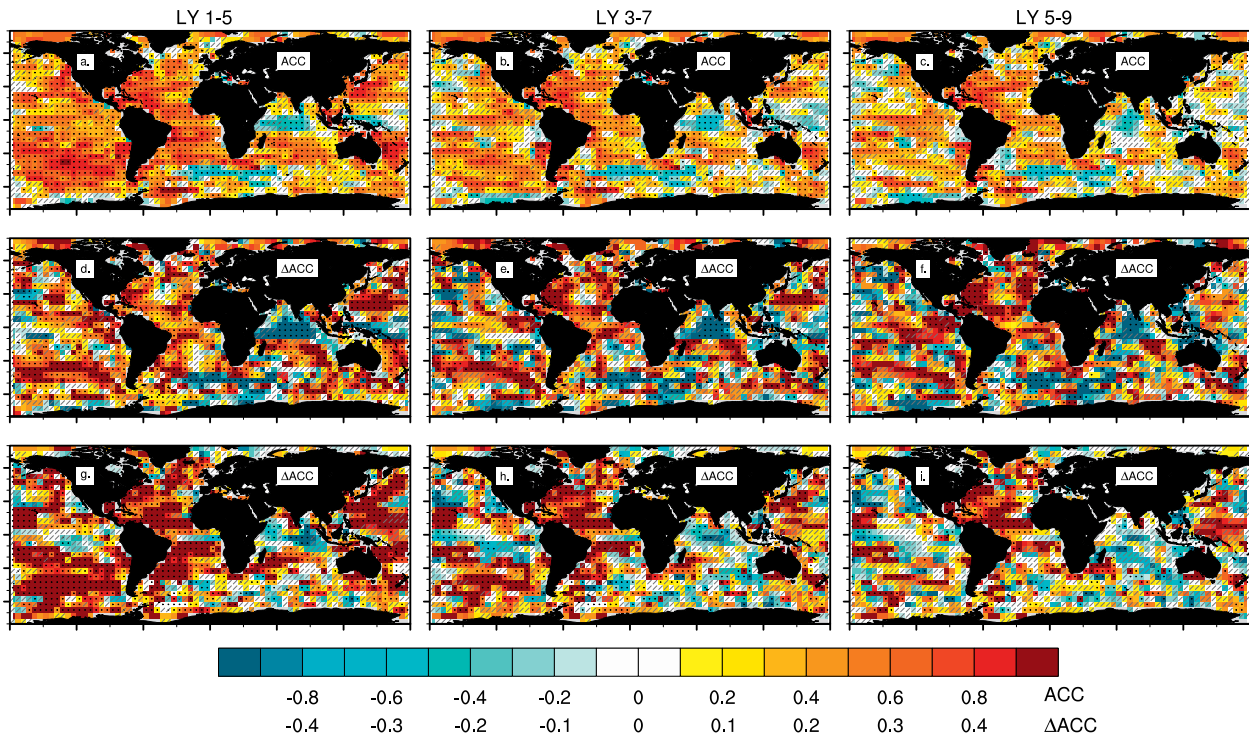 LY 1-5 LY 3-7 LY 5-9
a. ACC b. ACC c. ACC
d. ΔACC e. ΔACC f. ΔACC
g. ΔACC h. ΔACC i. ΔACC
-0.8 -0.6 -0.4 -0.2 0 0.2 0.4 0.6 0.8 ACC
-0.4 -0.3 -0.2 -0.1 0 0.1 0.2 0.3 0.4 ΔACC